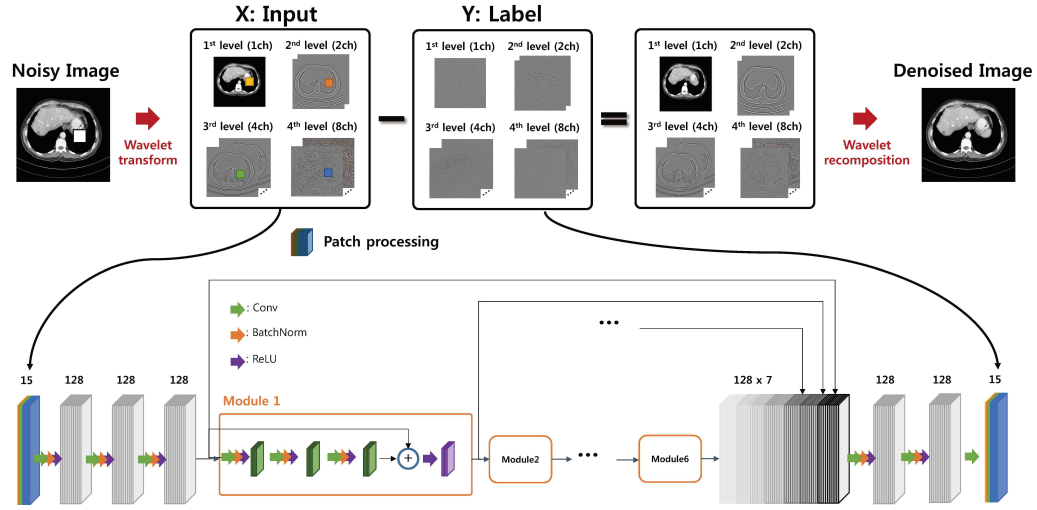 X: Input
Y: Label
Noisy Image
1st level (1ch)
2nd level (2ch)
3rd level (4ch)
4th level (8ch)
1st level (1ch)
2nd level (2ch)
3rd level (4ch)
4th level (8ch)
1st level (1ch)
2nd level (2ch)
3rd level (4ch)
4th level (8ch)
Denoised Image
Wavelet
transform
Wavelet
recomposition
Patch processing
: Conv
: BatchNorm
: ReLU
15
128
128
128
Module 1
+
Module2
Module6
128 x 7
128
128
15